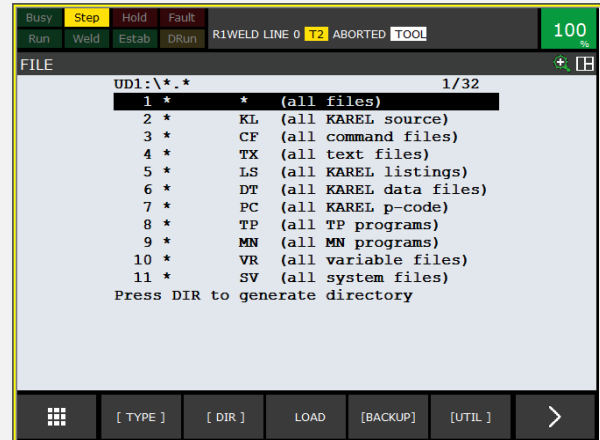 Busy Step Hold Fault
Run Weld Estab DRun
R1WELD LINE 0 T2 ABORTED TOOL
100
%
FILE
UD1:\*.* 1/32
1 * * (all files)
2 * KL (all KAREL source)
3 * CF (all command files)
4 * TX (all text files)
5 * LS (all KAREL listings)
6 * DT (all KAREL data files)
7 * PC (all KAREL p-code)
8 * TP (all TP programs)
9 * MN (all MN programs)
10 * VR (all variable files)
11 * SV (all system files)
Press DIR to generate directory
[ TYPE ] [ DIR ] LOAD [BACKUP] [UTIL ] >